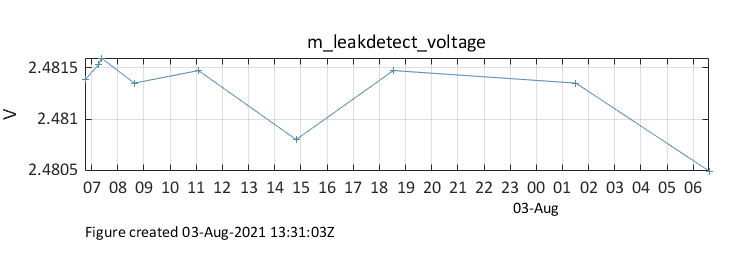 m_leakdetect_voltage
2.4815
2.481
2.4805
V
07 08 09 10 11 12 13 14 15 16 17 18 19 20 21 22 23 00 01 02 03 04 05 06
03-Aug
Figure created 03-Aug-2021 13:31:03Z